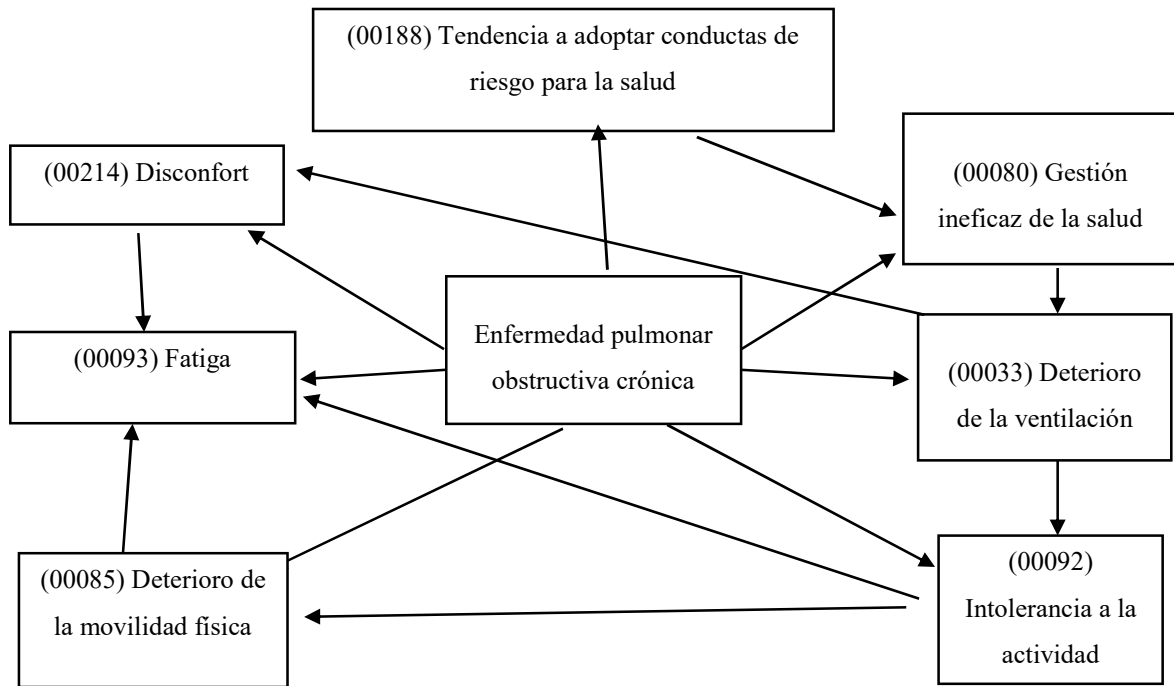 (00188) Tendencia a adoptar conductas de
riesgo para la salud
(00214) Disconfort
(00080) Gestión
ineficaz de la salud
Enfermedad pulmonar
obstructiva crónica
(00093) Fatiga
(00033) Deterioro
de la ventilación
(00085) Deterioro de
la movilidad física
(00092)
Intolerancia a la
actividad